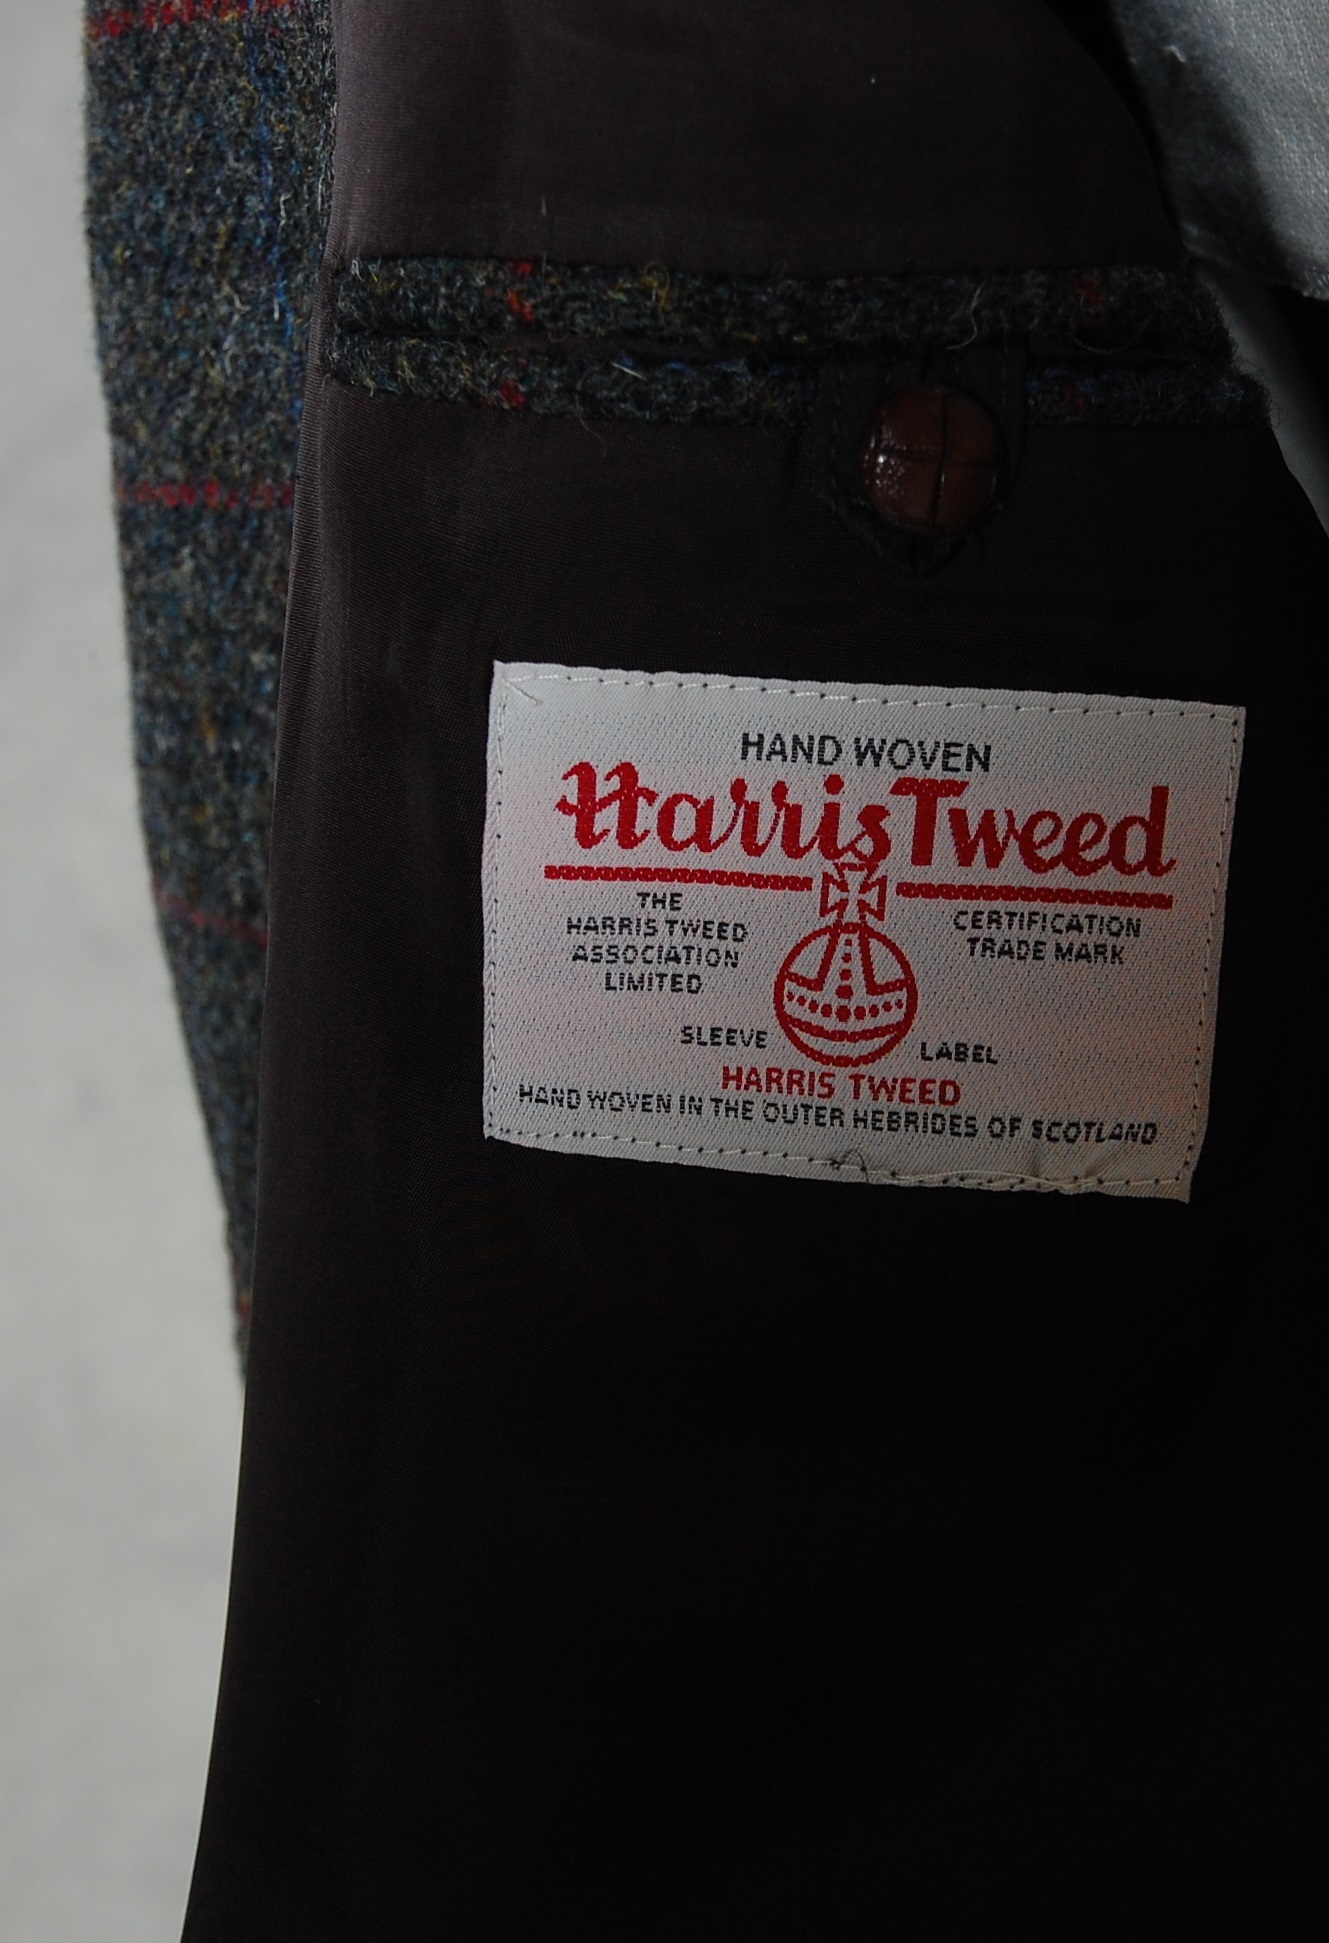 HAND WOVEN
Harris Tweed
THE
HARRIS TWEED
ASSOCIATION
LIMITED
CERTIFICATION
TRADE MARK
SLEEVE LABEL
HARRIS TWEED
HAND WOVEN IN THE OUTER HEBRIDES OF SCOTLAND